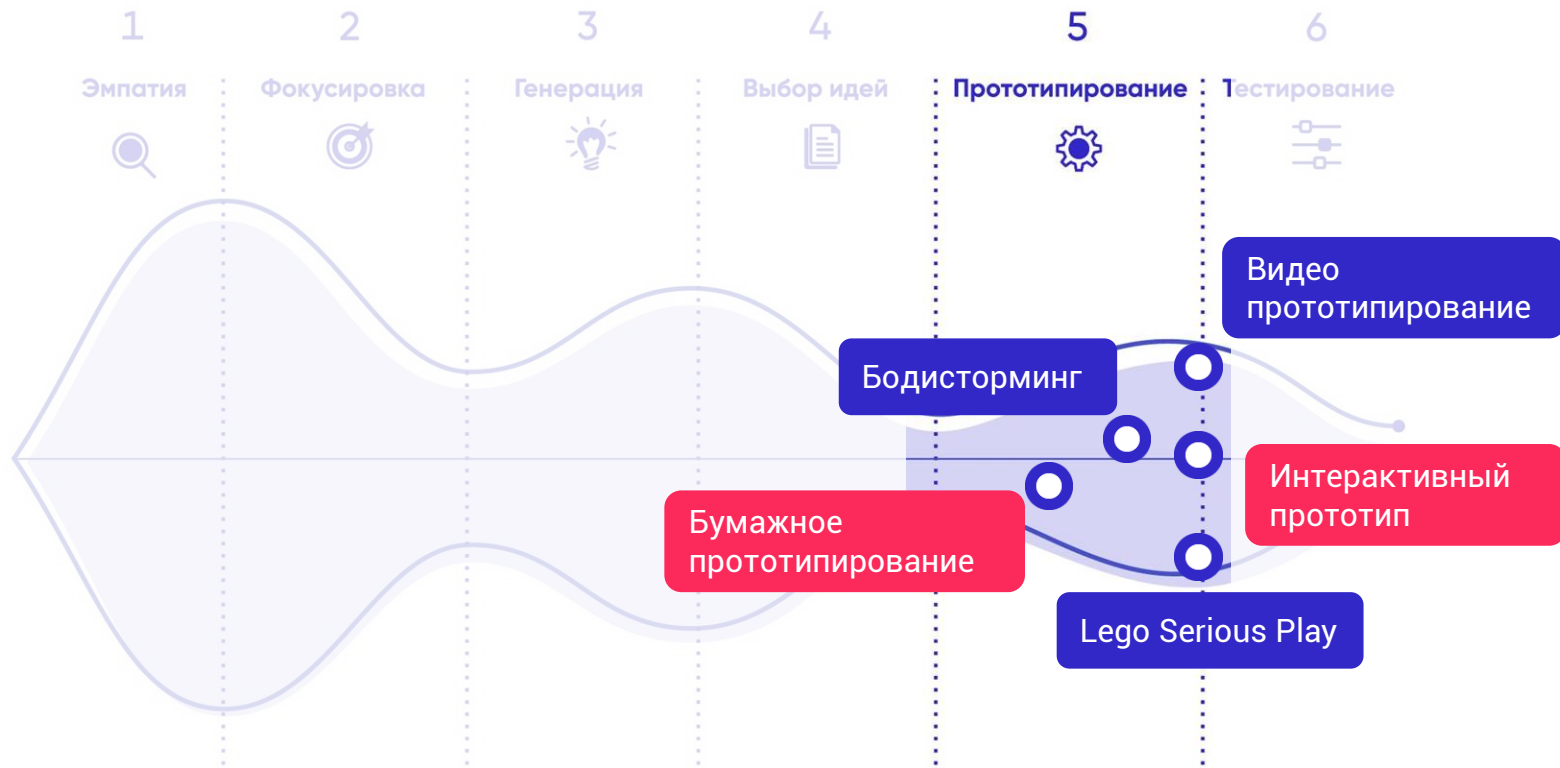 1
2
3
4
5
6
Эмпатия
Фокусировка
Генерация
Выбор идей
Прототипирование
Тестирование
Видео
прототипирование
Бодисторминг
Интерактивный
прототип
Бумажное
прототипирование
Lego Serious Play